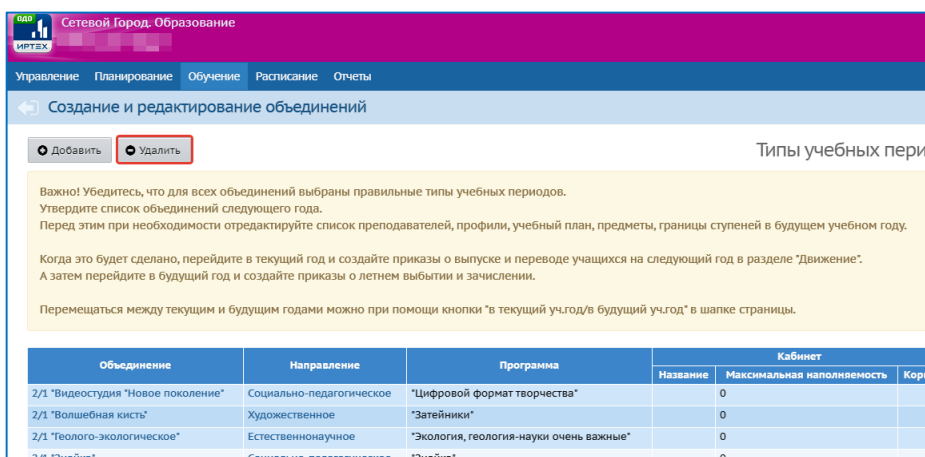 ОДО
ИРТЕХ
Сетевой Город. Образование
Управление Планирование Обучение Расписание Отчеты
Создание и редактирование объединений
Добавить Удалить
Типы учебных пери
Важно! Убедитесь, что для всех объединений выбраны правильные типы учебных периодов.
Утвердите список объединений следующего года.
Перед этим при необходимости отредактируйте список преподавателей, профили, учебный план, предметы, границы ступеней в будущем учебном году.
Когда это будет сделано, перейдите в текущий год и создайте приказы о выпуске и переводе учащихся на следующий год в разделе "Движение".
А затем перейдите в будущий год и создайте приказы о летнем выбытии и зачислении.
Перемещаться между текущим и будущим годами можно при помощи кнопки "в текущий уч.год/в будущий уч.год" в шапке страницы.
Объединение Направление Программа Кабинет
Название Максимальная наполняемость Кор
2/1 "Видеостудия "Новое поколение" Социально-педагогическое "Цифровой формат творчества" 0
2/1 "Волшебная кисть" Художественное "Затейники" 0
2/1 "Геолого-экологическое" Естественнонаучное "Экология, геология-науки очень важные" 0